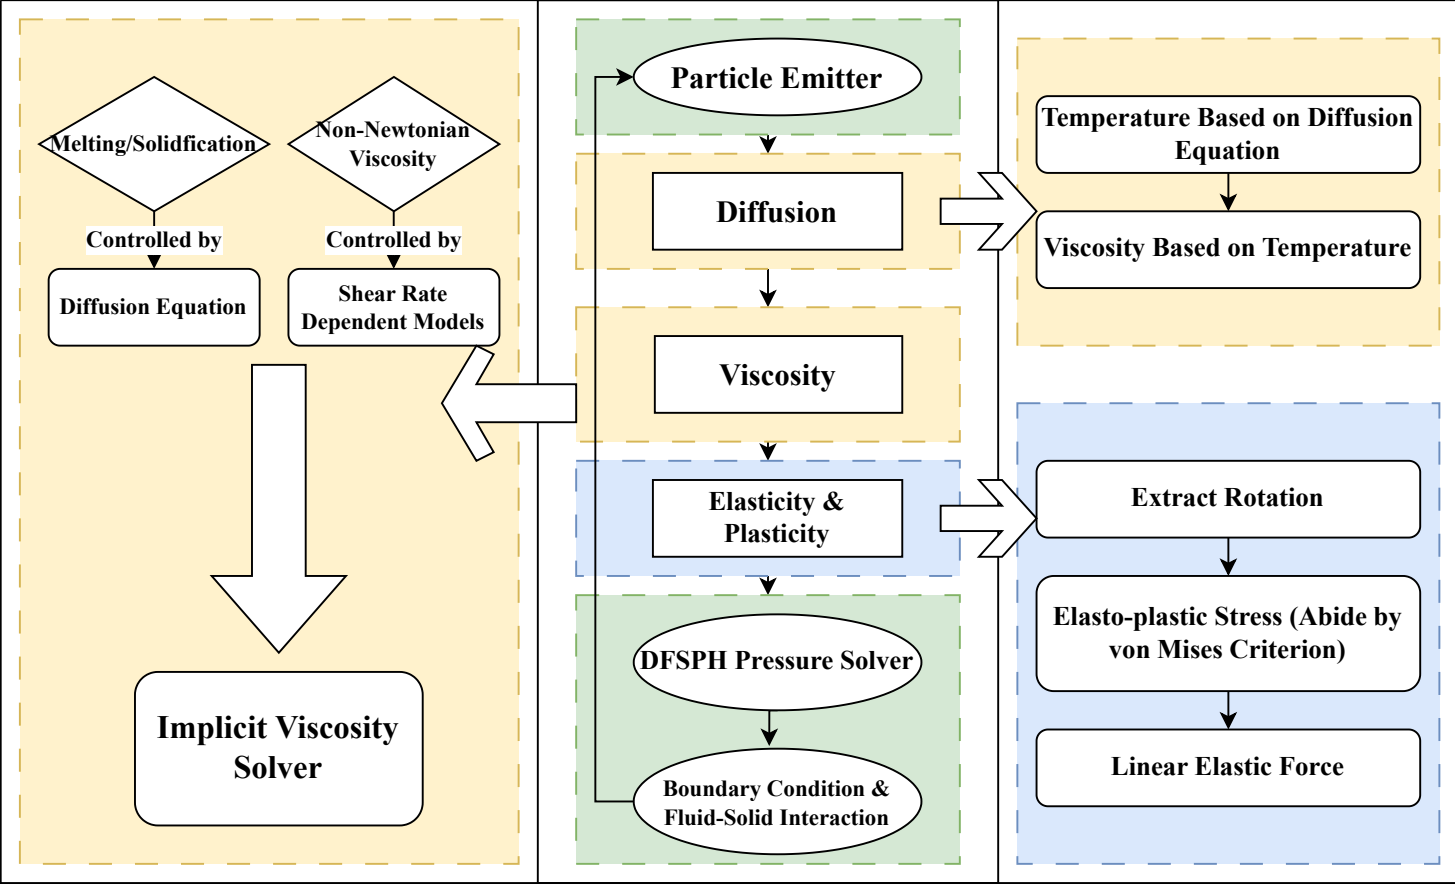 Melting/Solidfication
Non-Newtonian
Viscosity
Controlled by
Controlled by
Diffusion Equation
Shear Rate
Dependent Models
Implicit Viscosity
Solver
Particle Emitter
Diffusion
Viscosity
Elasticity &
Plasticity
DFSPH Pressure Solver
Boundary Condition &
Fluid-Solid Interaction
Temperature Based on Diffusion
Equation
Viscosity Based on Temperature
Extract Rotation
Elasto-plastic Stress (Abide by
von Mises Criterion)
Linear Elastic Force